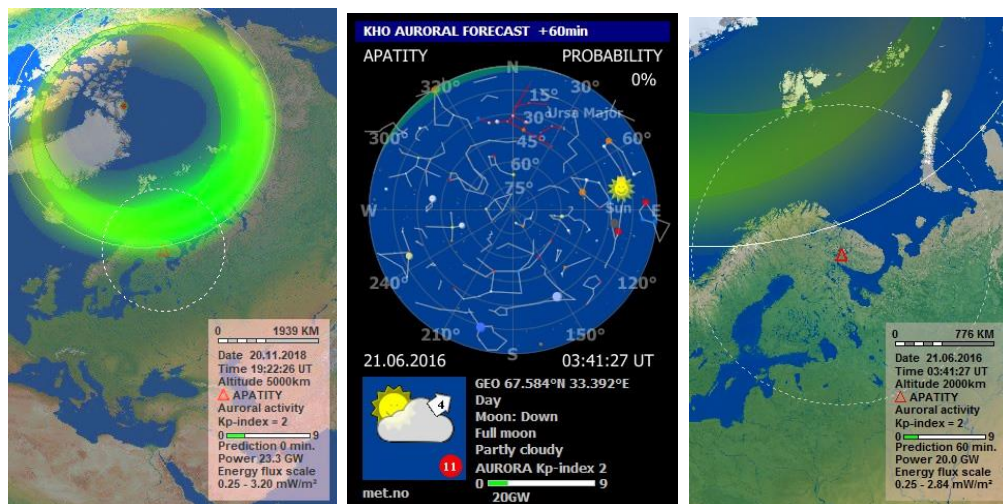 0 1939 KM
Date 20.11.2018
Time 19:22:26 UT
Altitude 5000km
APATITY
Auroral activity
Kp-index = 2
0 9
Prediction 0 min.
Power 23.3 GW
Energy flux scale
0.25 - 3.20 mW/m²
KHO AURORAL FORECAST +60min
APATITY PROBABILITY
0%
N
320° 30°
15°
Ursa Major
30°
300° 60°
45°
60°
75°
Sun
W E
240° 120°
210° 150°
S
21.06.2016 03:41:27 UT
4
11
met.no
GEO 67.584°N 33.392°E
Day
Moon: Down
Full moon
Partly cloudy
AURORA Kp-index 2
0 9
20GW
0 776 KM
Date 21.06.2016
Time 03:41:27 UT
Altitude 2000km
APATITY
Auroral activity
Kp-index = 2
0 9
Prediction 60 min.
Power 20.0 GW
Energy flux scale
0.25 - 2.84 mW/m²